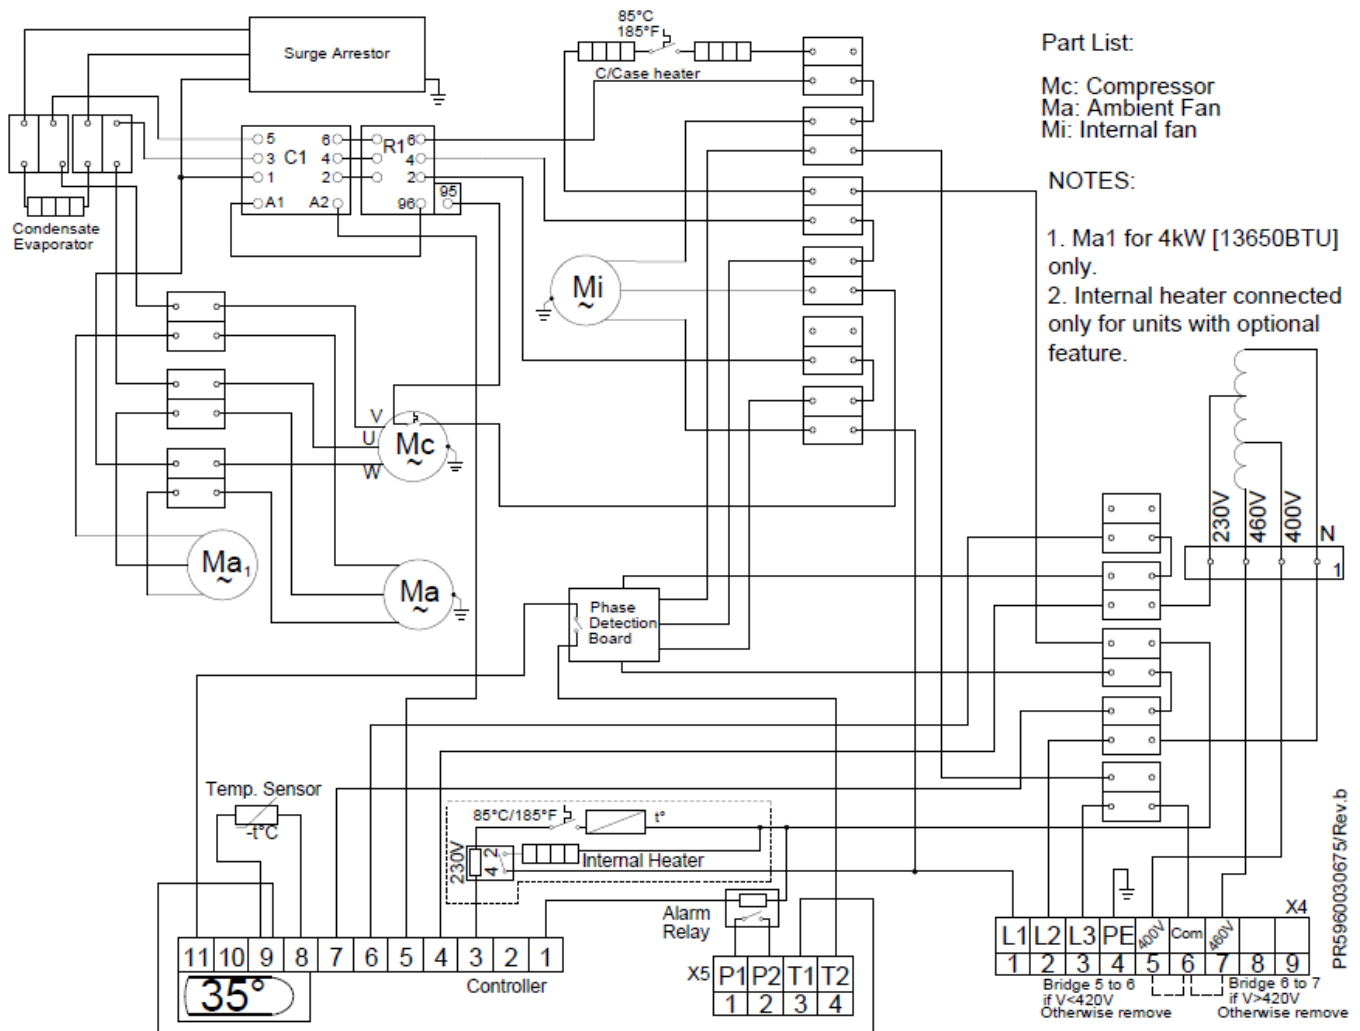 85°C
185°F
C/Case heater
Surge Arrestor
Part List:
Mc: Compressor
Ma: Ambient Fan
Mi: Internal fan
NOTES:
1. Ma1 for 4kW [13650BTU]
only.
2. Internal heater connected
only for units with optional
feature.
5 6 R1 6
3 C1 4 4
1 2 2
A1 A2 96 95
Condensate
Evaporator
Mi
~
V
U
W
Mc
~
Ma1
~
Ma
~
230V 460V 400V N
1
Phase
Detection
Board
Temp. Sensor
-t°C
85°C/185°F t°
230V 2 4
Internal Heater
Alarm
Relay
11 10 9 8 7 6 5 4 3 2 1
35°
Controller
X5 P1 P2 T1 T2
1 2 3 4
X4
L1 L2 L3 PE 400V Com 460V
1 2 3 4 5 6 7 8 9
Bridge 5 to 6
if V<420V
Otherwise remove
Bridge 6 to 7
if V>420V
Otherwise remove
PR5960030675/Rev.b